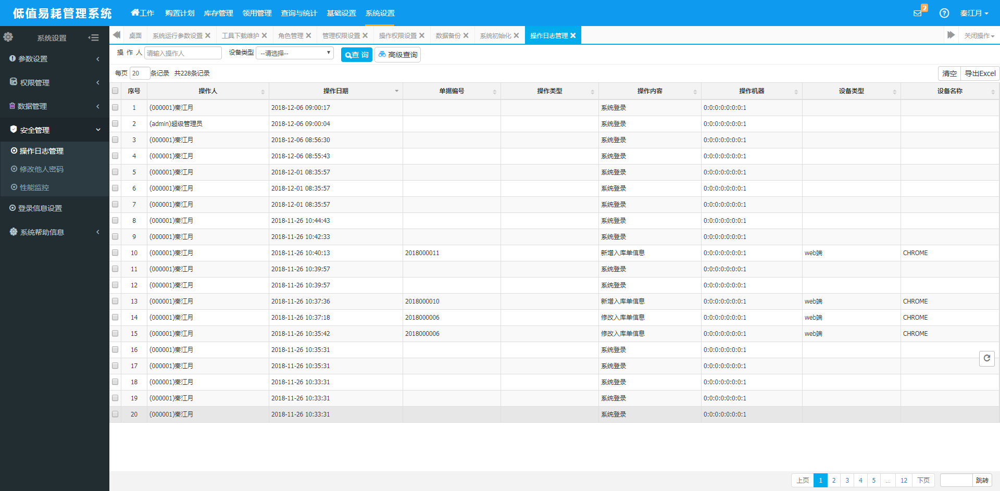 低值易耗管理系统 工作 购置计划 库存管理 领用管理 查询与统计 基础设置 系统设置 2 秦江月
系统设置
桌面 系统运行参数设置 工具下载维护 角色管理 管理权限设置 操作权限设置 数据备份 系统初始化 操作日志管理 关闭操作
参数设置
权限管理
数据管理
安全管理
操作日志管理
修改他人密码
性能监控
登录信息设置
系统帮助信息
操 作 人 请输入操作人 设备类型 --请选择-- 查 询 高级查询
每页 20 条记录 共228条记录 清空 导出Excel
序号 操作人 操作日期 单据编号 操作类型 操作内容 操作机器 设备类型 设备名称
1 (000001)秦江月 2018-12-06 09:00:17 系统登录 0:0:0:0:0:0:0:1
2 (admin)超级管理员 2018-12-06 09:00:04 系统登录 0:0:0:0:0:0:0:1
3 (000001)秦江月 2018-12-06 08:56:30 系统登录 0:0:0:0:0:0:0:1
4 (000001)秦江月 2018-12-06 08:55:43 系统登录 0:0:0:0:0:0:0:1
5 (000001)秦江月 2018-12-01 08:35:57 系统登录 0:0:0:0:0:0:0:1
6 (000001)秦江月 2018-12-01 08:35:57 系统登录 0:0:0:0:0:0:0:1
7 (000001)秦江月 2018-12-01 08:35:57 系统登录 0:0:0:0:0:0:0:1
8 (000001)秦江月 2018-11-26 10:44:43 系统登录 0:0:0:0:0:0:0:1
9 (000001)秦江月 2018-11-26 10:42:33 系统登录 0:0:0:0:0:0:0:1
10 (000001)秦江月 2018-11-26 10:40:13 2018000011 新增入库单信息 0:0:0:0:0:0:0:1 web端 CHROME
11 (000001)秦江月 2018-11-26 10:39:57 系统登录 0:0:0:0:0:0:0:1
12 (000001)秦江月 2018-11-26 10:39:57 系统登录 0:0:0:0:0:0:0:1
13 (000001)秦江月 2018-11-26 10:37:36 2018000010 新增入库单信息 0:0:0:0:0:0:0:1 web端 CHROME
14 (000001)秦江月 2018-11-26 10:37:18 2018000006 修改入库单信息 0:0:0:0:0:0:0:1 web端 CHROME
15 (000001)秦江月 2018-11-26 10:35:42 2018000006 修改入库单信息 0:0:0:0:0:0:0:1 web端 CHROME
16 (000001)秦江月 2018-11-26 10:35:31 系统登录 0:0:0:0:0:0:0:1
17 (000001)秦江月 2018-11-26 10:35:31 系统登录 0:0:0:0:0:0:0:1
18 (000001)秦江月 2018-11-26 10:33:31 系统登录 0:0:0:0:0:0:0:1
19 (000001)秦江月 2018-11-26 10:33:31 系统登录 0:0:0:0:0:0:0:1
20 (000001)秦江月 2018-11-26 10:33:31 系统登录 0:0:0:0:0:0:0:1
上页 1 2 3 4 5 ... 12 下页 跳转